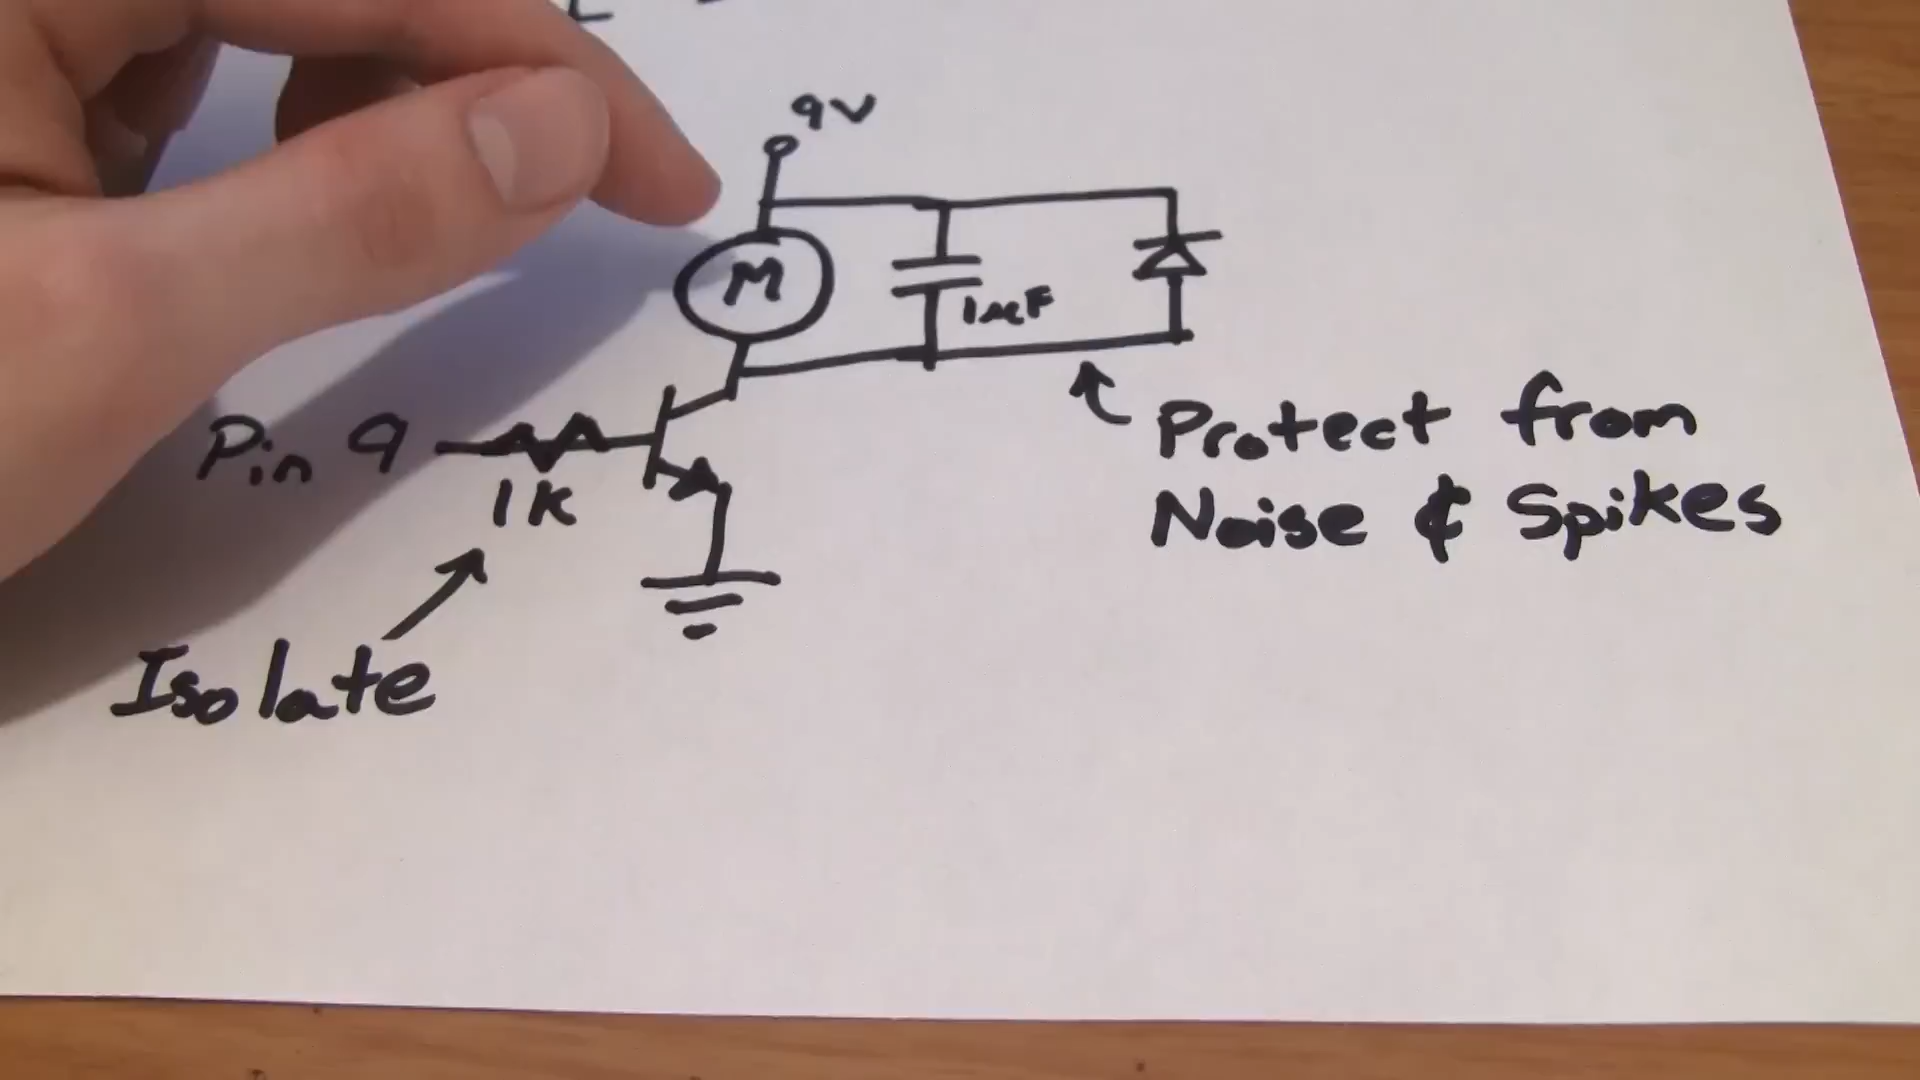 9V
M
1µF
Pin 9
1K
Protect from
Noise & Spikes
Isolate